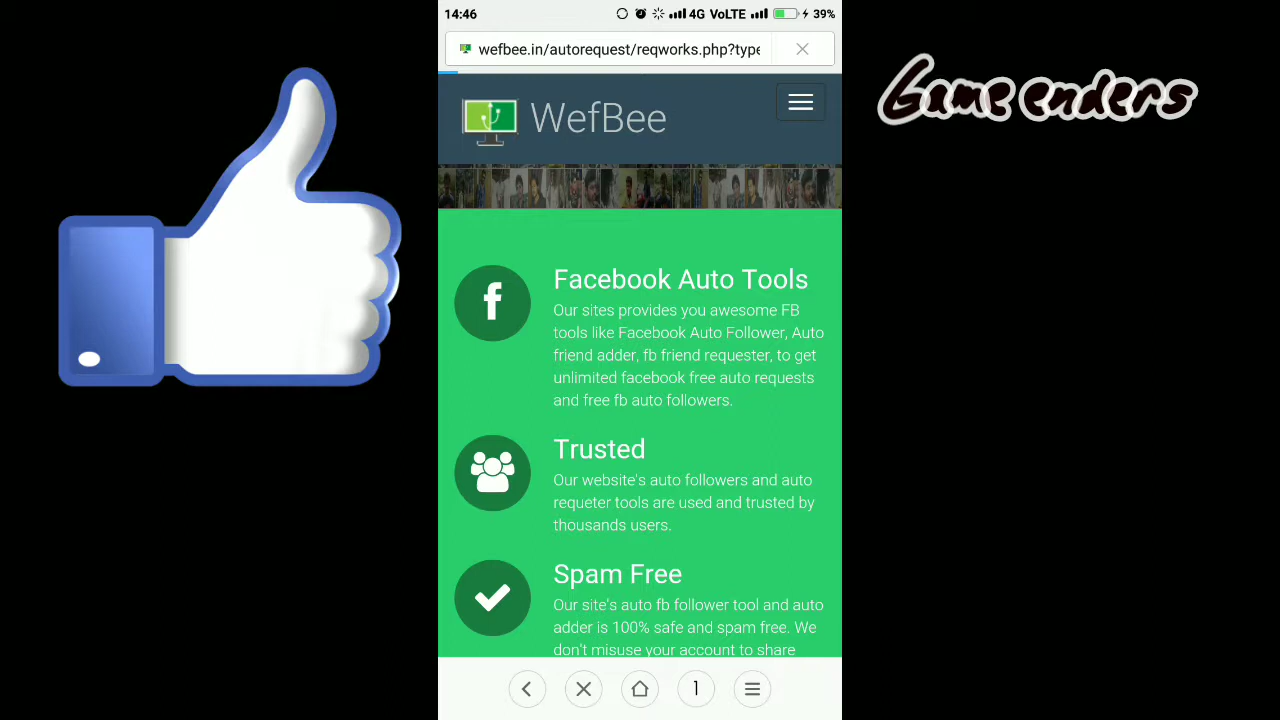 14:46 4G VoLTE 39%
wefbee.in/autorequest/reqworks.php?type
Game enders
WefBee
Facebook Auto Tools
Our sites provides you awesome FB
tools like Facebook Auto Follower, Auto
friend adder, fb friend requester, to get
unlimited facebook free auto requests
and free fb auto followers.
Trusted
Our website's auto followers and auto
requeter tools are used and trusted by
thousands users.
Spam Free
Our site's auto fb follower tool and auto
adder is 100% safe and spam free. We
don't misuse your account to share
1